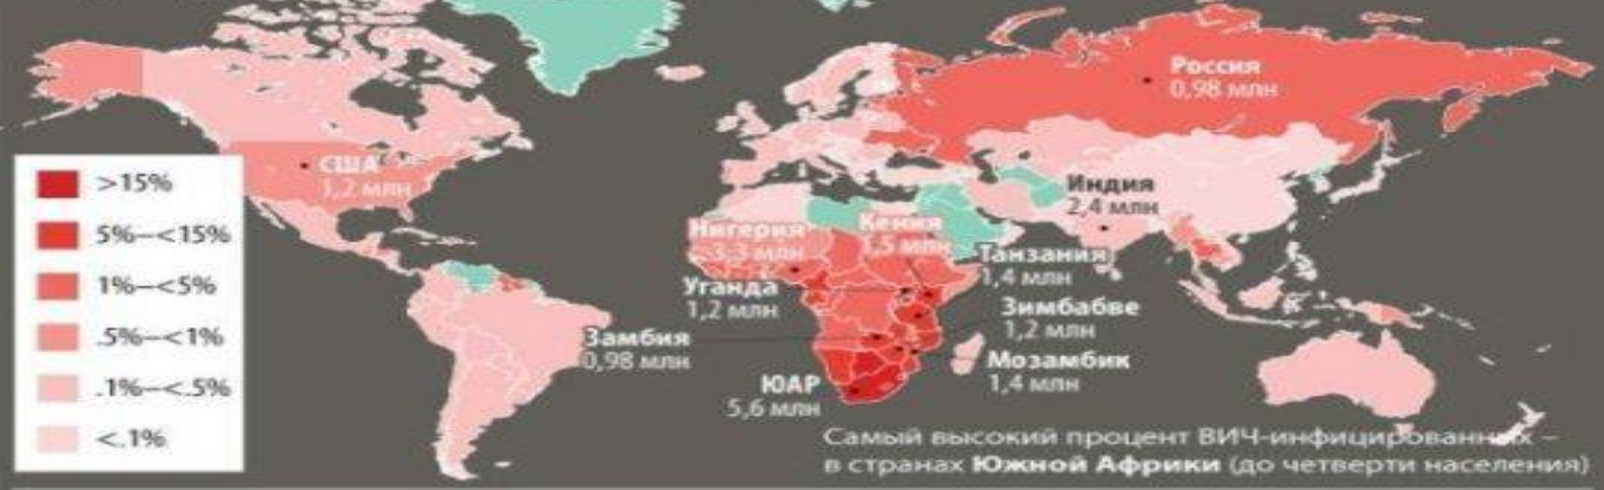 Россия
0,98 млн
США
1,2 млн
>15%
5%–<15%
1%–<5%
.5%–<1%
.1%–<.5%
<.1%
Индия
2,4 млн
Нигерия
3,3 млн
Кения
1,5 млн
Танзания
1,4 млн
Уганда
1,2 млн
Зимбабве
1,2 млн
Замбия
0,98 млн
Мозамбик
1,4 млн
ЮАР
5,6 млн
Самый высокий процент ВИЧ-инфицированных –
в странах Южной Африки (до четверти населения)